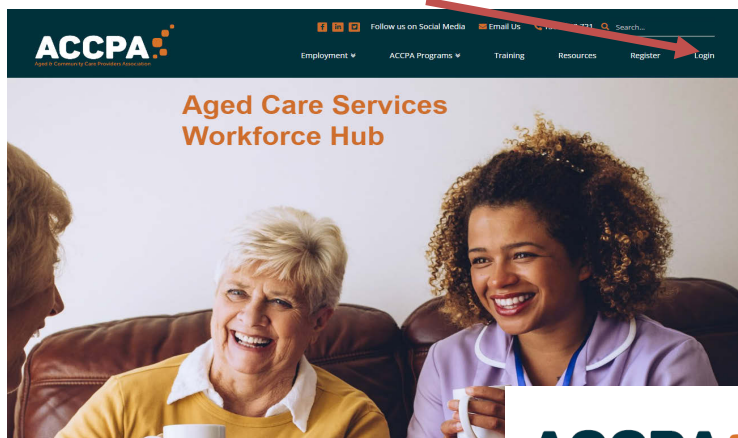 Follow us on Social Media Email Us Search...
ACCPA
Aged & Community Care Providers Association
Employment ACCPA Programs Training Resources Register Login
Aged Care Services
Workforce Hub